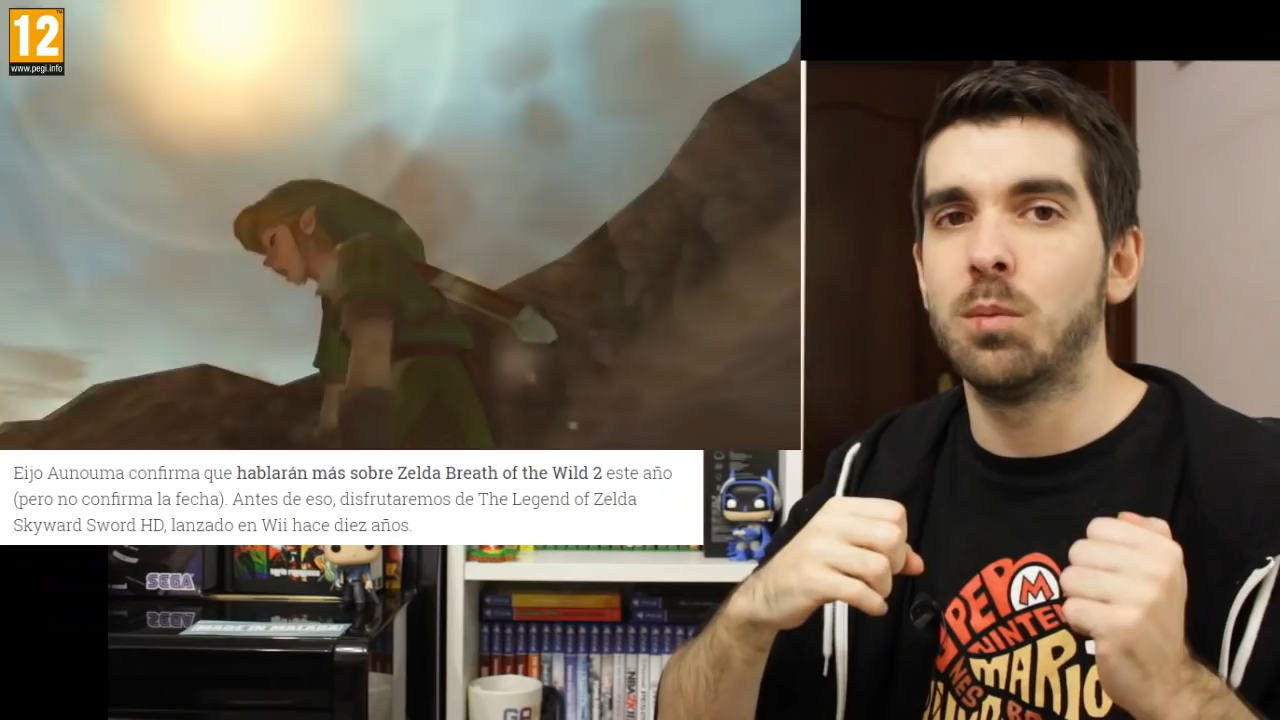 12
www.pegi.info
Eijo Aunouma confirma que hablarán más sobre Zelda Breath of the Wild 2 este año
(pero no confirma la fecha). Antes de eso, disfrutaremos de The Legend of Zelda
Skyward Sword HD, lanzado en Wii hace diez años.
SEGA
MADE IN MALAGA
M
MARIO
NES